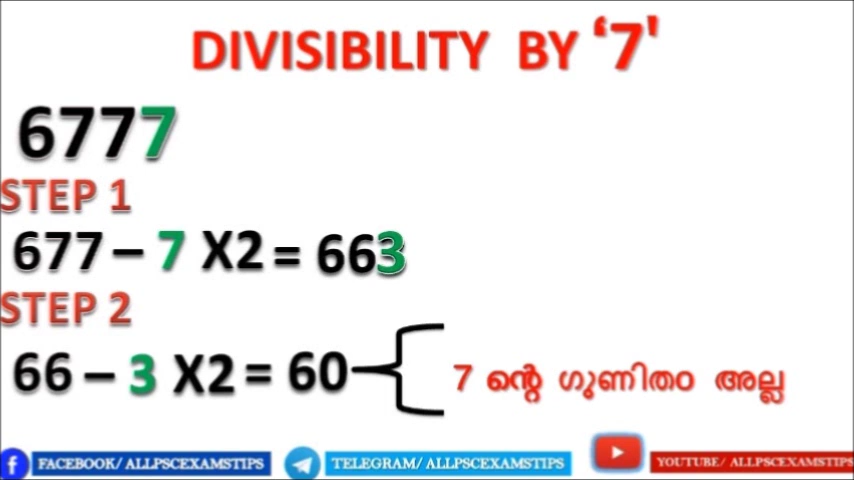 DIVISIBILITY BY ‘7'
6777
STEP 1
677 – 7 X2 = 663
STEP 2
66 – 3 X2 = 60
7 ന്റെ ഗുണിതം അല്ല
FACEBOOK/ ALLPSCEXAMSTIPS
TELEGRAM/ ALLPSCEXAMSTIPS
YOUTUBE/ ALLPSCEXAMSTIPS